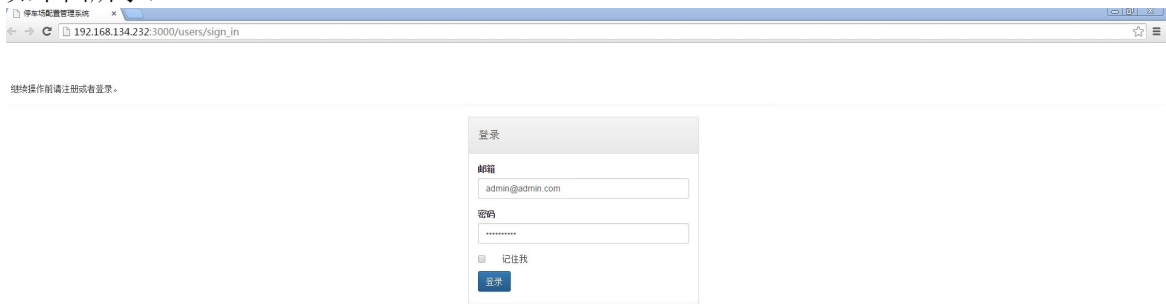 停车场配置管理系统
192.168.134.232:3000/users/sign_in
继续操作前请注册或者登录。
登录
邮箱
admin@admin.com
密码
••••••••••
记住我
登录